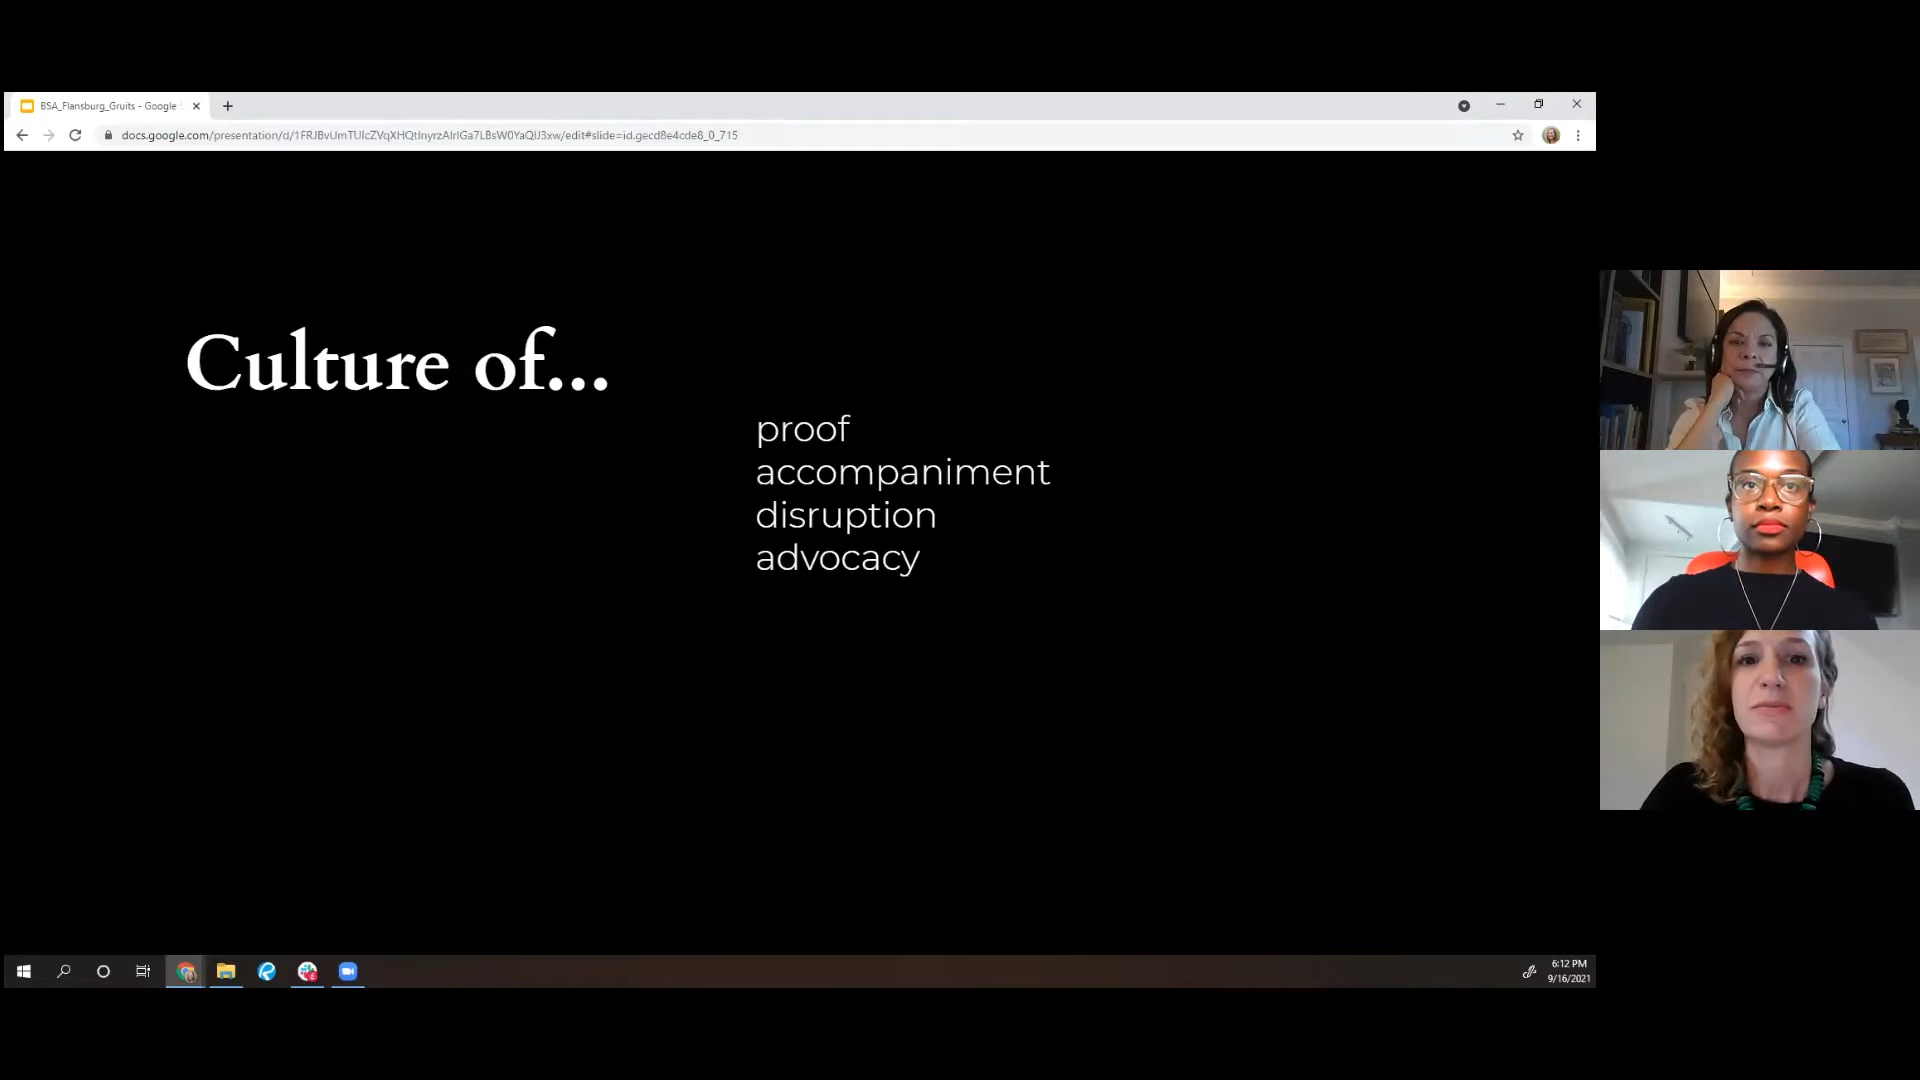 BSA_Flansburg_Gruits - Google
docs.google.com/presentation/d/1FRJBvUmTUIcZVqXHQtInyrzAIrIGa7LBsW0YaQIJ3xw/edit#slide=id.gecd8e4cde8_0_715
Culture of...
proof
accompaniment
disruption
advocacy
6:12 PM
9/16/2021